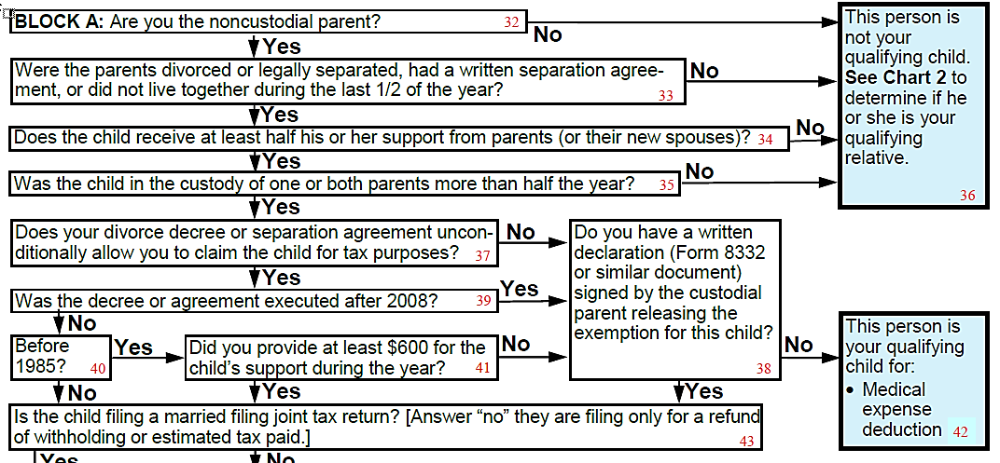 BLOCK A: Are you the noncustodial parent? 32
No
This person is
not your
qualifying child.
See Chart 2 to
determine if he
or she is your
qualifying
relative.
36
Yes
Were the parents divorced or legally separated, had a written separation agree-
ment, or did not live together during the last 1/2 of the year?
33
No
Yes
Does the child receive at least half his or her support from parents (or their new spouses)? 34
No
Yes
Was the child in the custody of one or both parents more than half the year? 35
No
Yes
Does your divorce decree or separation agreement uncon-
ditionally allow you to claim the child for tax purposes? 37
No
Do you have a written
declaration (Form 8332
or similar document)
signed by the custodial
parent releasing the
exemption for this child?
38
Yes
Was the decree or agreement executed after 2008? 39
Yes
No
Before
1985? 40
Yes
Did you provide at least $600 for the
child's support during the year? 41
No
No
This person is
your qualifying
child for:
• Medical
expense
deduction 42
No
Yes
Yes
Is the child filing a married filing joint tax return? [Answer “no” they are filing only for a refund
of withholding or estimated tax paid.] 43
Yes
No